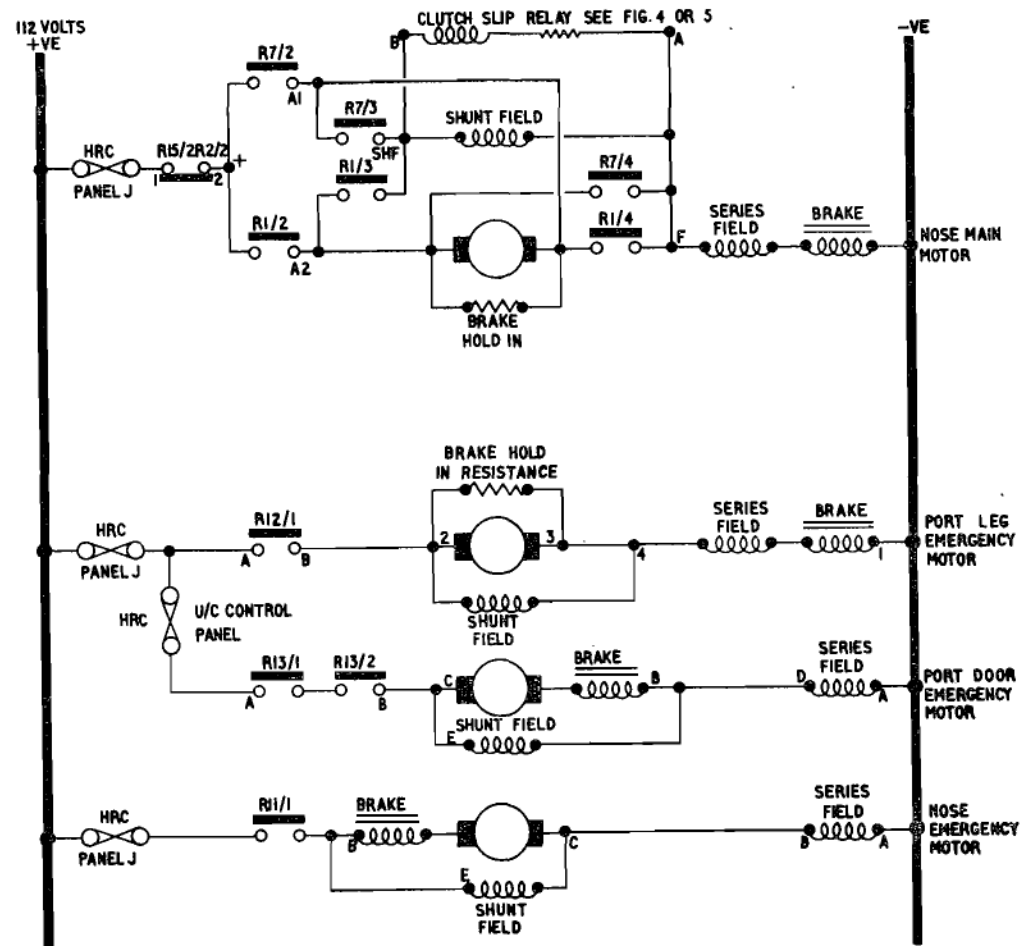 112 VOLTS
+VE
-VE
CLUTCH SLIP RELAY SEE FIG. 4 OR 5
B
A
R7/2
A1
R7/3
SHF
SHUNT FIELD
HRC
PANEL J
R15/2 R2/2
1
2
+
R1/3
R7/4
R1/2
A2
R1/4
F
SERIES
FIELD
BRAKE
NOSE MAIN
MOTOR
BRAKE
HOLD IN
BRAKE HOLD
IN RESISTANCE
HRC
PANEL J
R12/1
A
B
2
3
4
SERIES
FIELD
BRAKE
1
PORT LEG
EMERGENCY
MOTOR
SHUNT
FIELD
HRC
U/C CONTROL
PANEL
R13/1
R13/2
A
B
C
BRAKE
B
SERIES
FIELD
D
A
PORT DOOR
EMERGENCY
MOTOR
SHUNT FIELD
E
HRC
PANEL J
R11/1
BRAKE
B
C
SERIES
FIELD
B
A
NOSE
EMERGENCY
MOTOR
E
SHUNT
FIELD